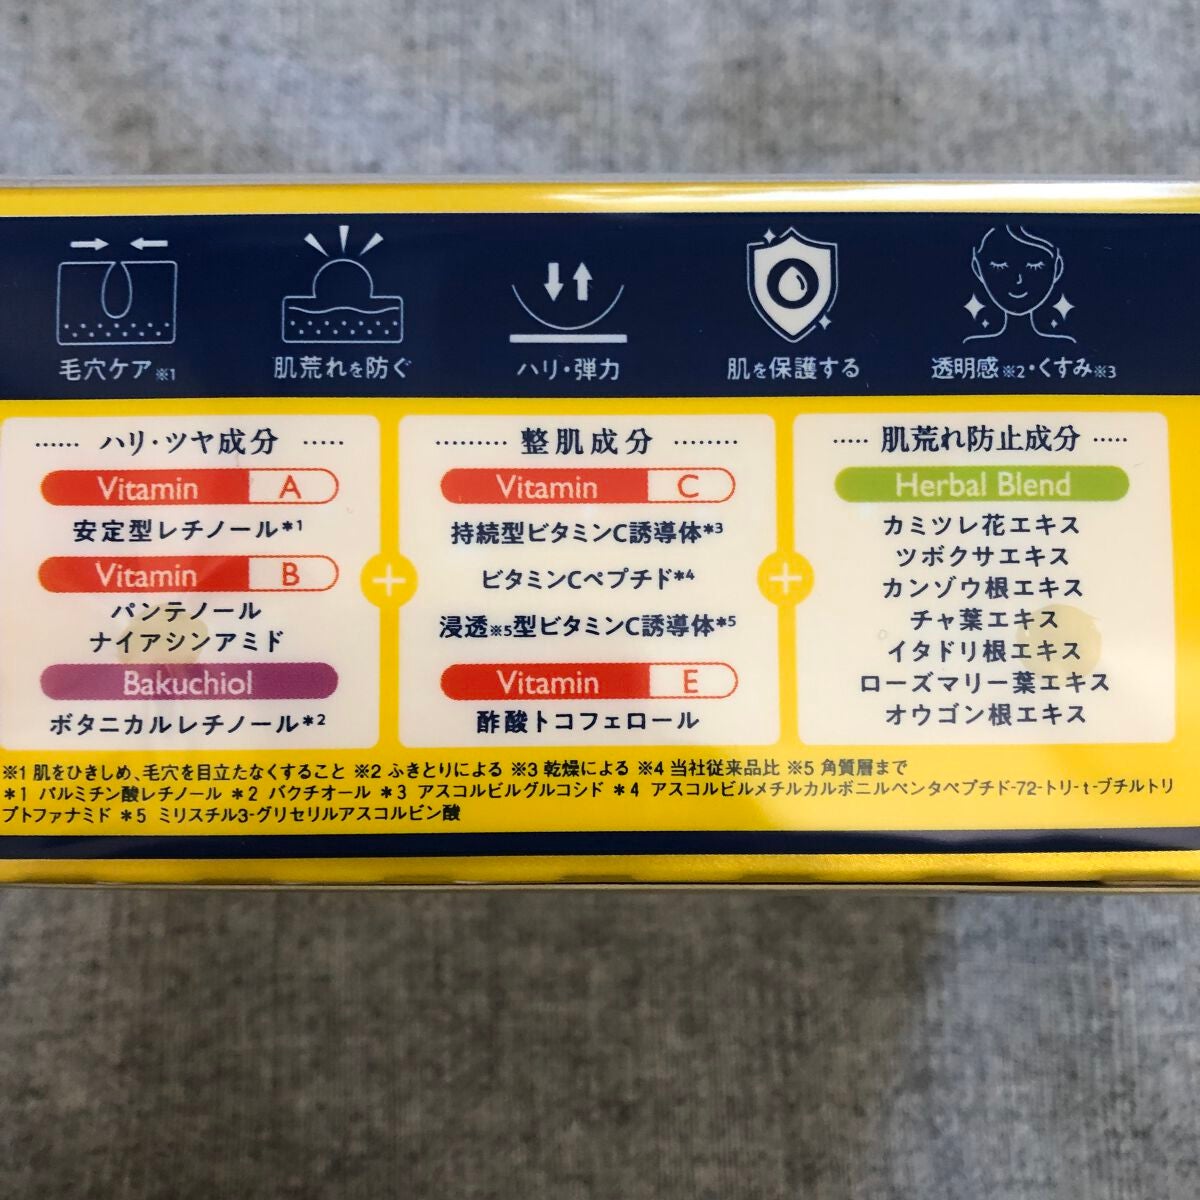 毛穴ケア※1
肌荒れを防ぐ
ハリ・弾力
肌を保護する
透明感※2・くすみ※3
······ ハリ・ツヤ成分 ·····
Vitamin A
安定型レチノール*1
Vitamin B
パンテノール
ナイアシンアミド
Bakuchiol
ボタニカルレチノール*2
+
········· 整肌成分 ········
Vitamin C
持続型ビタミンC誘導体*3
ビタミンCペプチド*4
浸透※5型ビタミンC誘導体*5
Vitamin E
酢酸トコフェロール
+
····· 肌荒れ防止成分 ·····
Herbal Blend
カミツレ花エキス
ツボクサエキス
カンゾウ根エキス
チャ葉エキス
イタドリ根エキス
ローズマリー葉エキス
オウゴン根エキス
※1 肌をひきしめ、毛穴を目立たなくすること ※2 ふきとりによる ※3 乾燥による ※4 当社従来品比 ※5 角質層まで
*1 パルミチン酸レチノール *2 バクチオール *3 アスコルビルグルコシド *4 アスコルビルメチルカルボニルペンタペプチド-72-トリ-t-ブチルトリ
プトファナミド *5 ミリスチル3-グリセリルアスコルビン酸